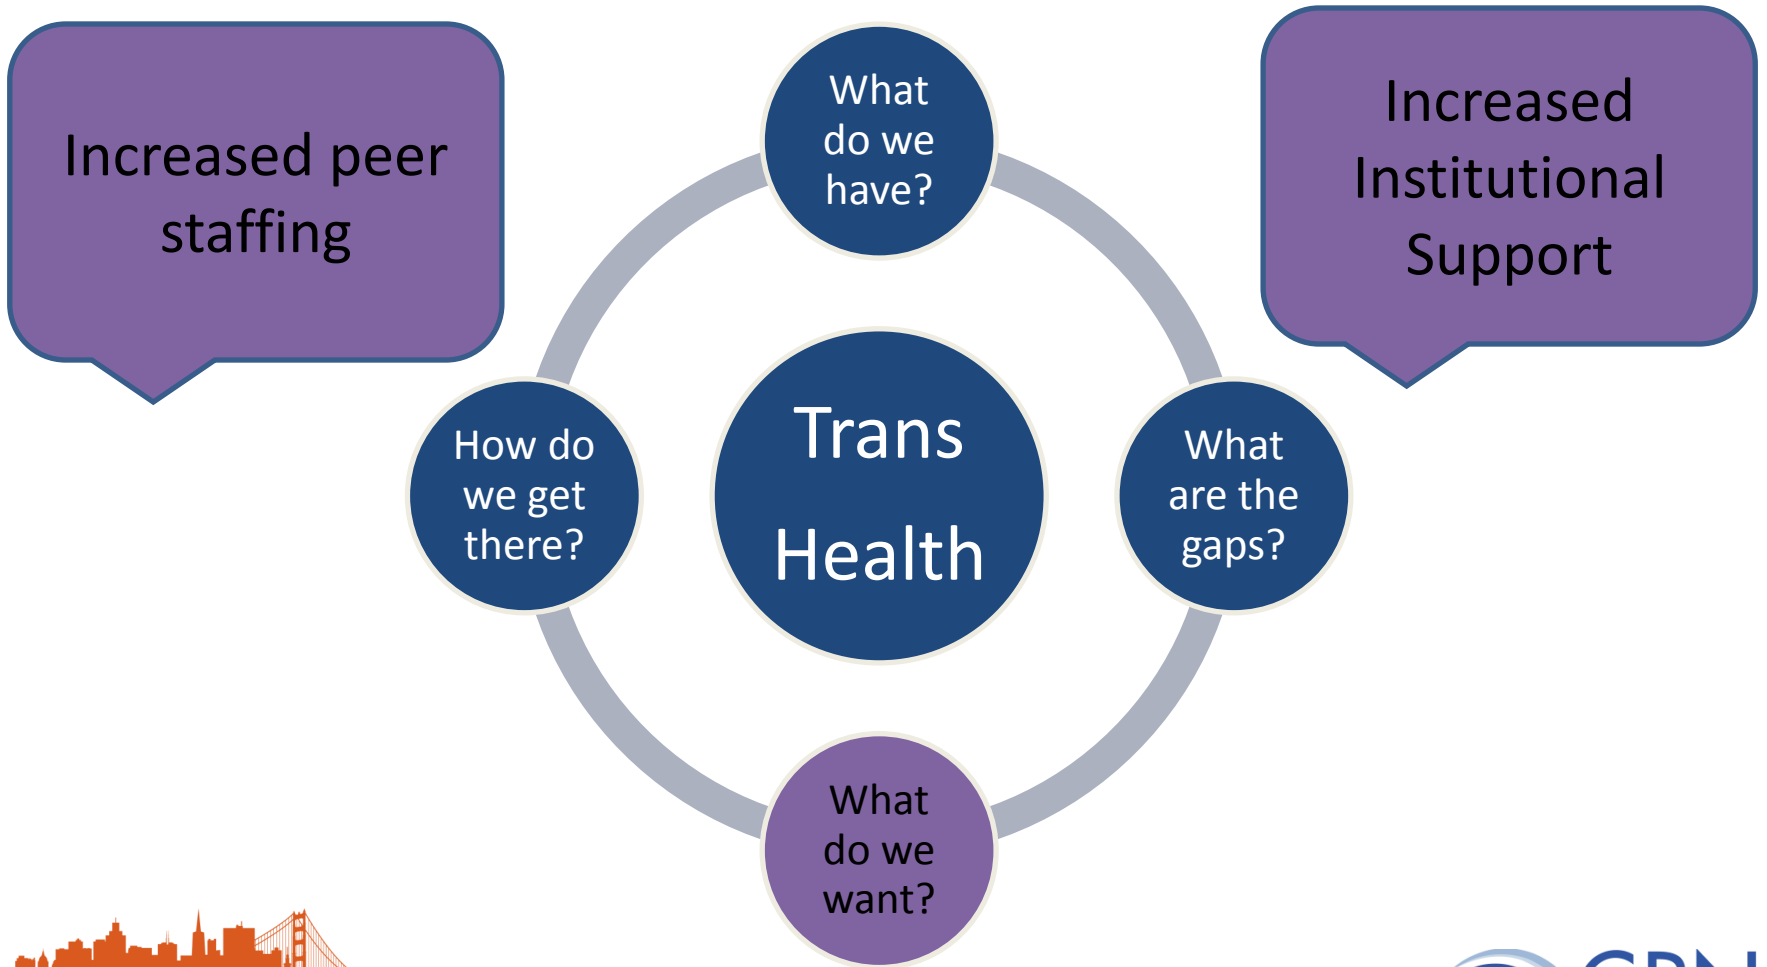 Increased peer
staffing
What
do we
have?
Increased
Institutional
Support
How do
we get
there?
Trans
Health
What
are the
gaps?
What
do we
want?